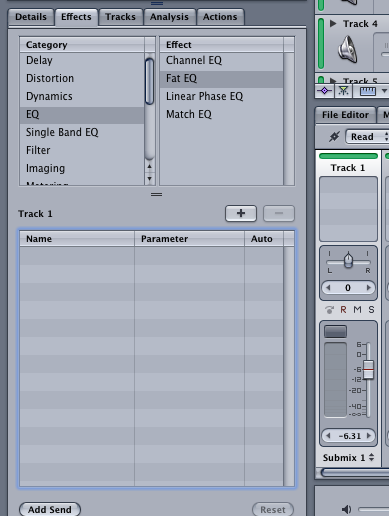 Details Effects Tracks Analysis Actions
Category Effect
Delay Channel EQ
Distortion Fat EQ
Dynamics Linear Phase EQ
EQ Match EQ
Single Band EQ
Filter
Imaging
Metering
Track 1 + −
Name Parameter Auto
Add Send Reset
Track 4
Track 5
File Editor M
Read
Track 1
L R
0
R M S
6-
0-
-6-
-12-
-20-
-40-
-∞-
-6.31
Submix 1